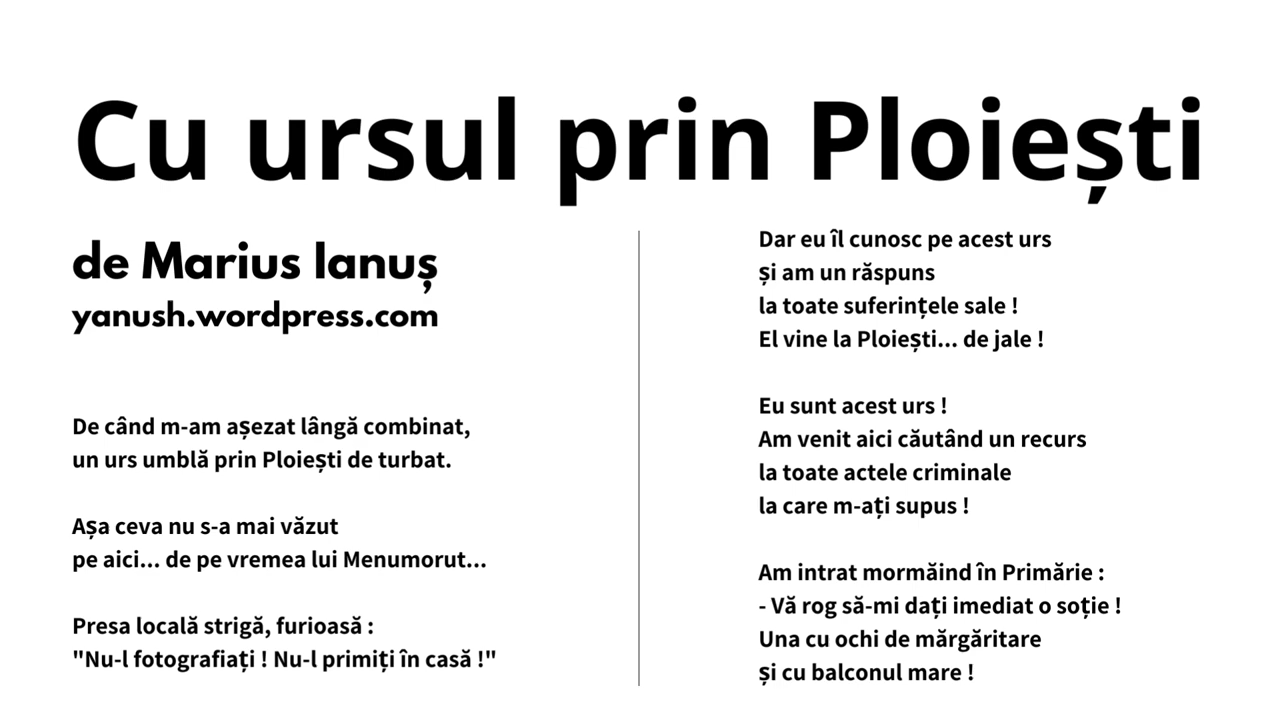 Cu ursul prin Ploiești
de Marius Ianuș
yanush.wordpress.com
De când m-am așezat lângă combinat,
un urs umblă prin Ploiești de turbat.
Așa ceva nu s-a mai văzut
pe aici... de pe vremea lui Menumorut...
Presa locală strigă, furioasă :
"Nu-l fotografiați ! Nu-l primiți în casă !"
Dar eu îl cunosc pe acest urs
și am un răspuns
la toate suferințele sale !
El vine la Ploiești... de jale !
Eu sunt acest urs !
Am venit aici căutând un recurs
la toate actele criminale
la care m-ați supus !
Am intrat mormăind în Primărie :
- Vă rog să-mi dați imediat o soție !
Una cu ochi de mărgăritare
și cu balconul mare !